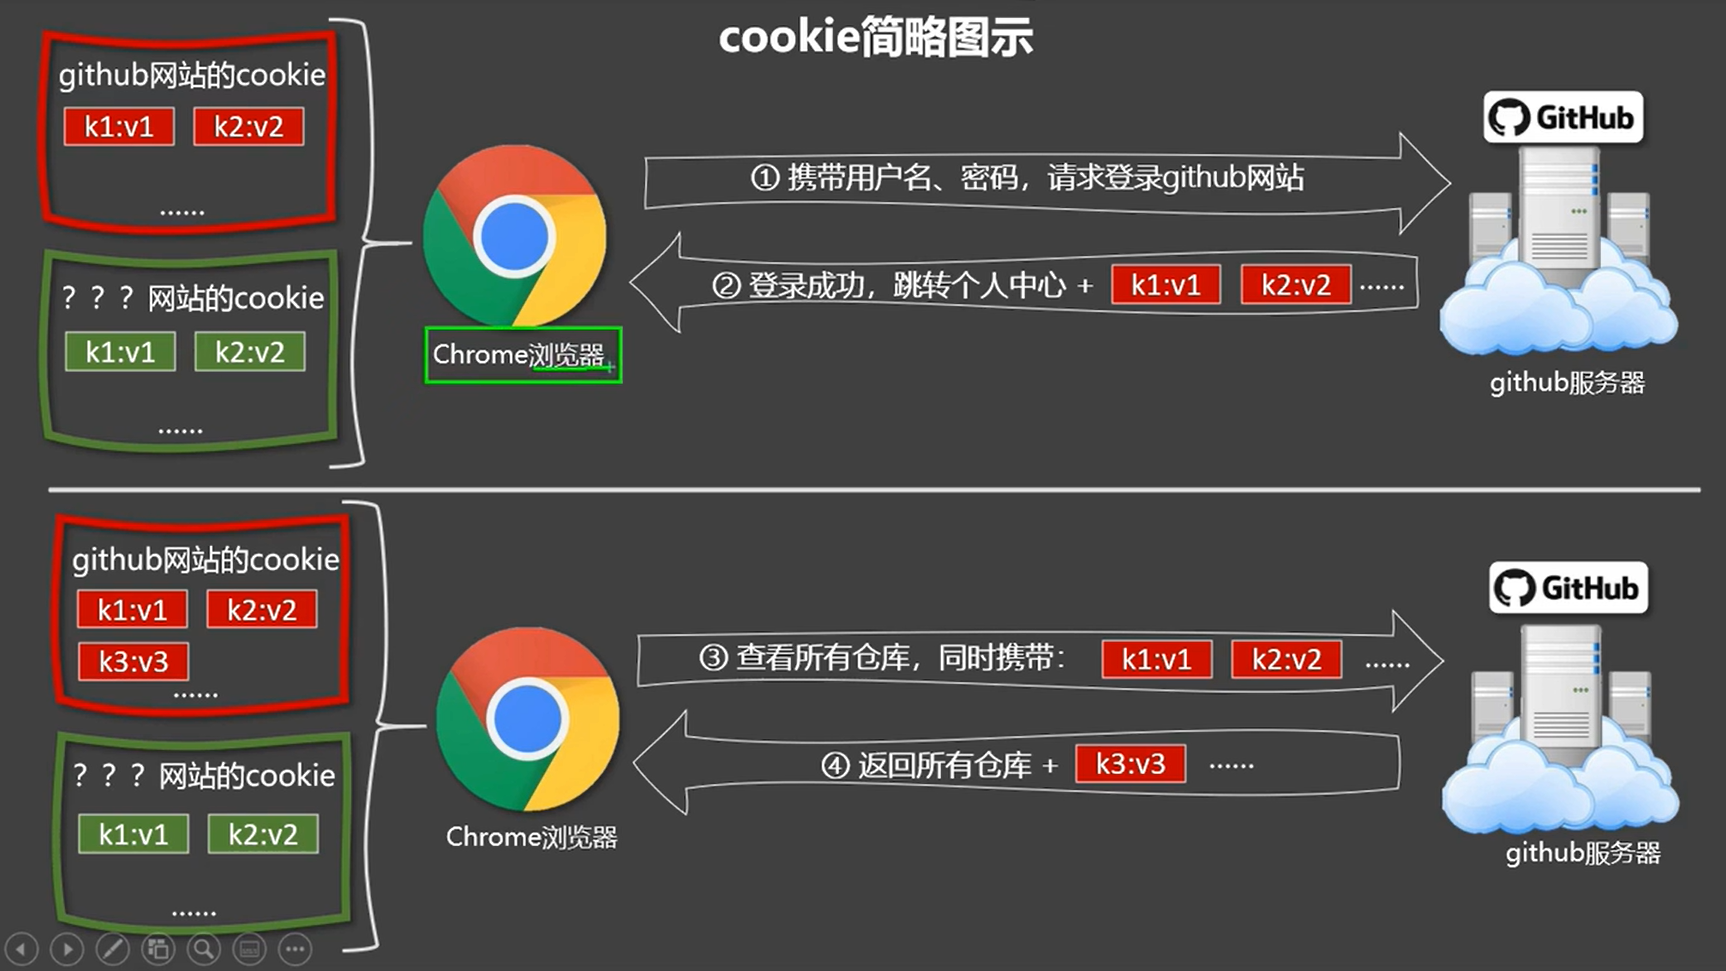 cookie简略图示
github网站的cookie
k1:v1 k2:v2
......
？？？网站的cookie
k1:v1 k2:v2
......
Chrome浏览器
① 携带用户名、密码，请求登录github网站
② 登录成功，跳转个人中心 + k1:v1 k2:v2 ......
GitHub
github服务器
github网站的cookie
k1:v1 k2:v2
k3:v3
......
？？？网站的cookie
k1:v1 k2:v2
......
Chrome浏览器
③ 查看所有仓库，同时携带： k1:v1 k2:v2 ......
④ 返回所有仓库 + k3:v3 ......
GitHub
github服务器